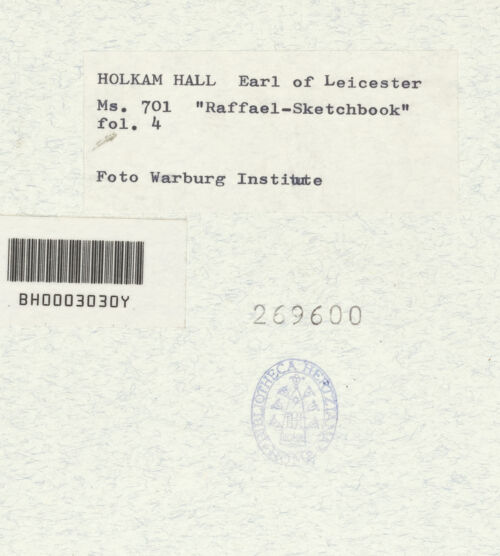 HOLKAM HALL Earl of Leicester
Ms. 701 "Raffael-Sketchbook"
fol. 4
Foto Warburg Institute
BH0003030Y
269600
BIBLIOTHECA HERTZIANA